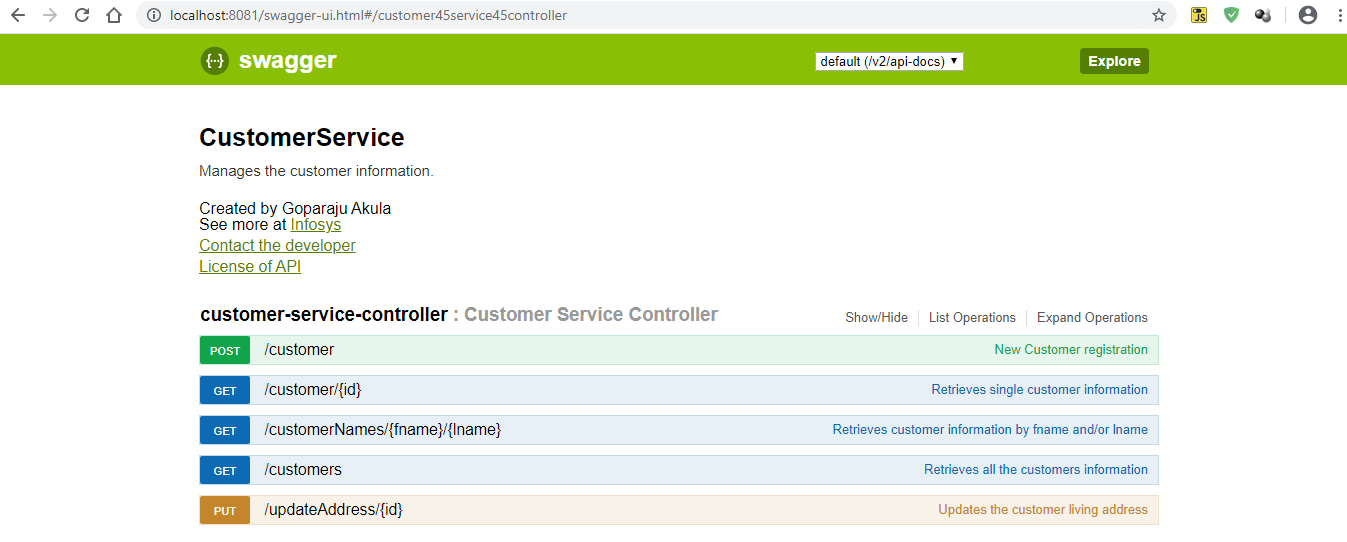 localhost:8081/swagger-ui.html#/customer45service45controller
JS
{··} swagger default (/v2/api-docs) Explore
CustomerService
Manages the customer information.
Created by Goparaju Akula
See more at Infosys
Contact the developer
License of API
customer-service-controller : Customer Service Controller Show/Hide List Operations Expand Operations
POST /customer New Customer registration
GET /customer/{id} Retrieves single customer information
GET /customerNames/{fname}/{lname} Retrieves customer information by fname and/or lname
GET /customers Retrieves all the customers information
PUT /updateAddress/{id} Updates the customer living address